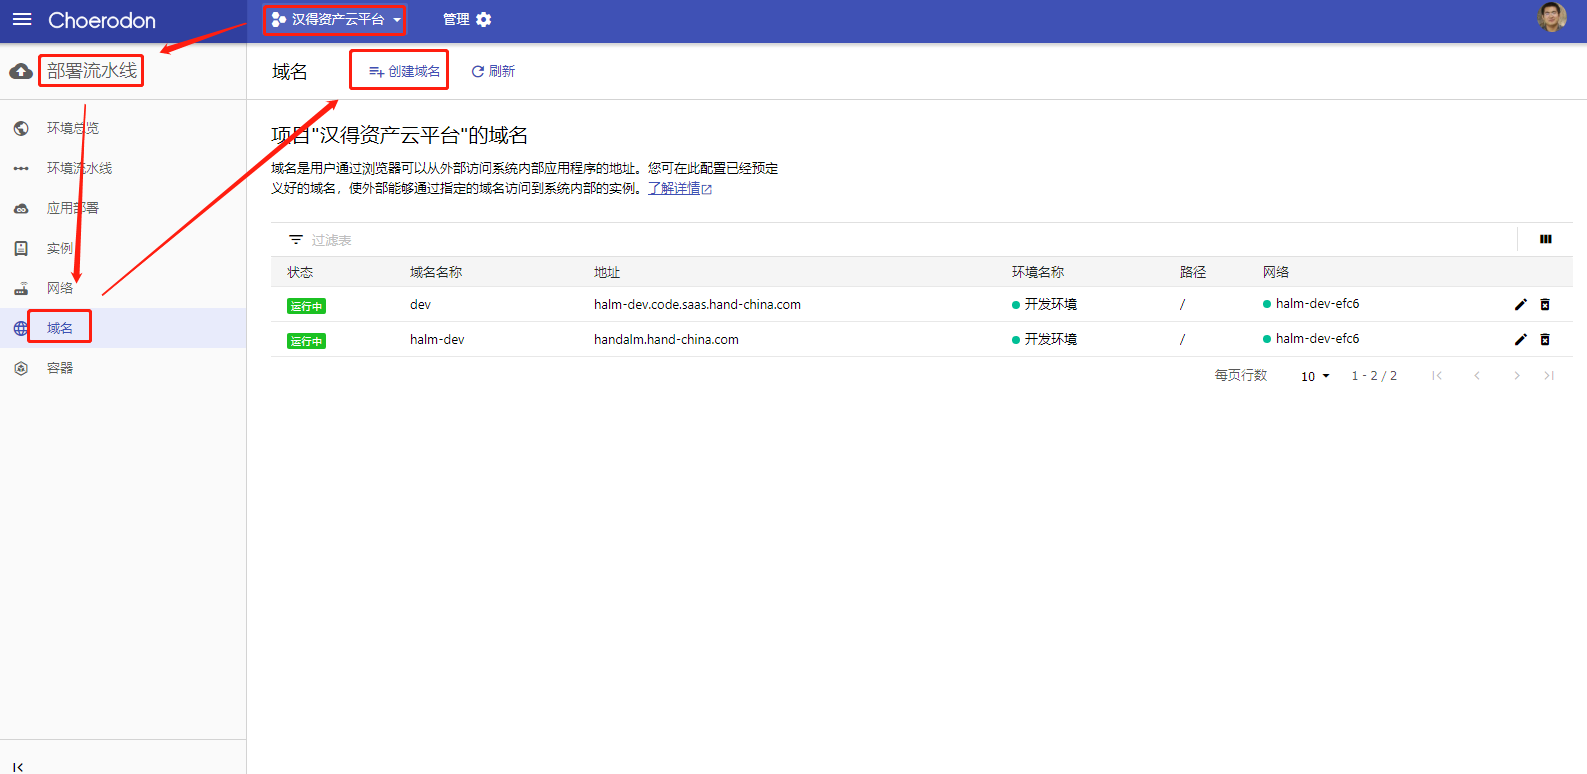 Choerodon
汉得资产云平台
管理
部署流水线
环境总览
环境流水线
应用部署
实例
网络
域名
容器
域名
创建域名
刷新
项目"汉得资产云平台"的域名
域名是用户通过浏览器可以从外部访问系统内部应用程序的地址。您可在此配置已经预定
义好的域名，使外部能够通过指定的域名访问到系统内部的实例。了解详情
过滤表
状态 域名名称 地址 环境名称 路径 网络
运行中 dev halm-dev.code.saas.hand-china.com 开发环境 / halm-dev-efc6
运行中 halm-dev handalm.hand-china.com 开发环境 / halm-dev-efc6
每页行数 10 1 - 2 / 2